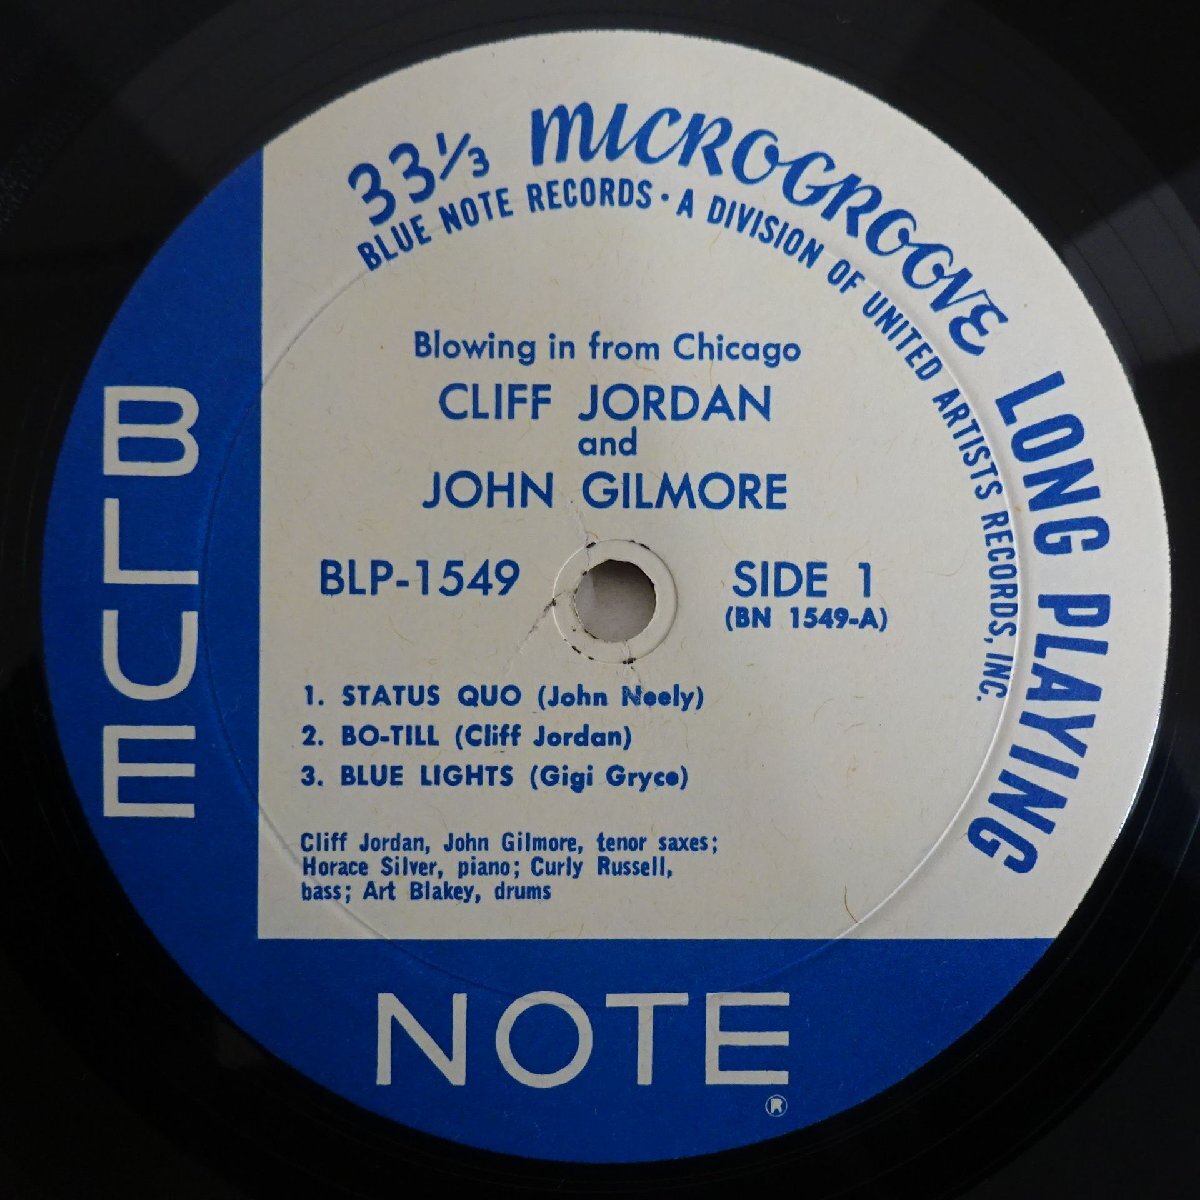 33⅓ MICROGROOVE LONG PLAYING
BLUE NOTE RECORDS · A DIVISION OF UNITED ARTISTS RECORDS, INC.
Blowing in from Chicago
CLIFF JORDAN
and
JOHN GILMORE
BLP-1549
SIDE 1
(BN 1549-A)
1. STATUS QUO (John Neely)
2. BO-TILL (Cliff Jordan)
3. BLUE LIGHTS (Gigi Gryce)
Cliff Jordan, John Gilmore, tenor saxes;
Horace Silver, piano; Curly Russell,
bass; Art Blakey, drums
BLUE
NOTE
®